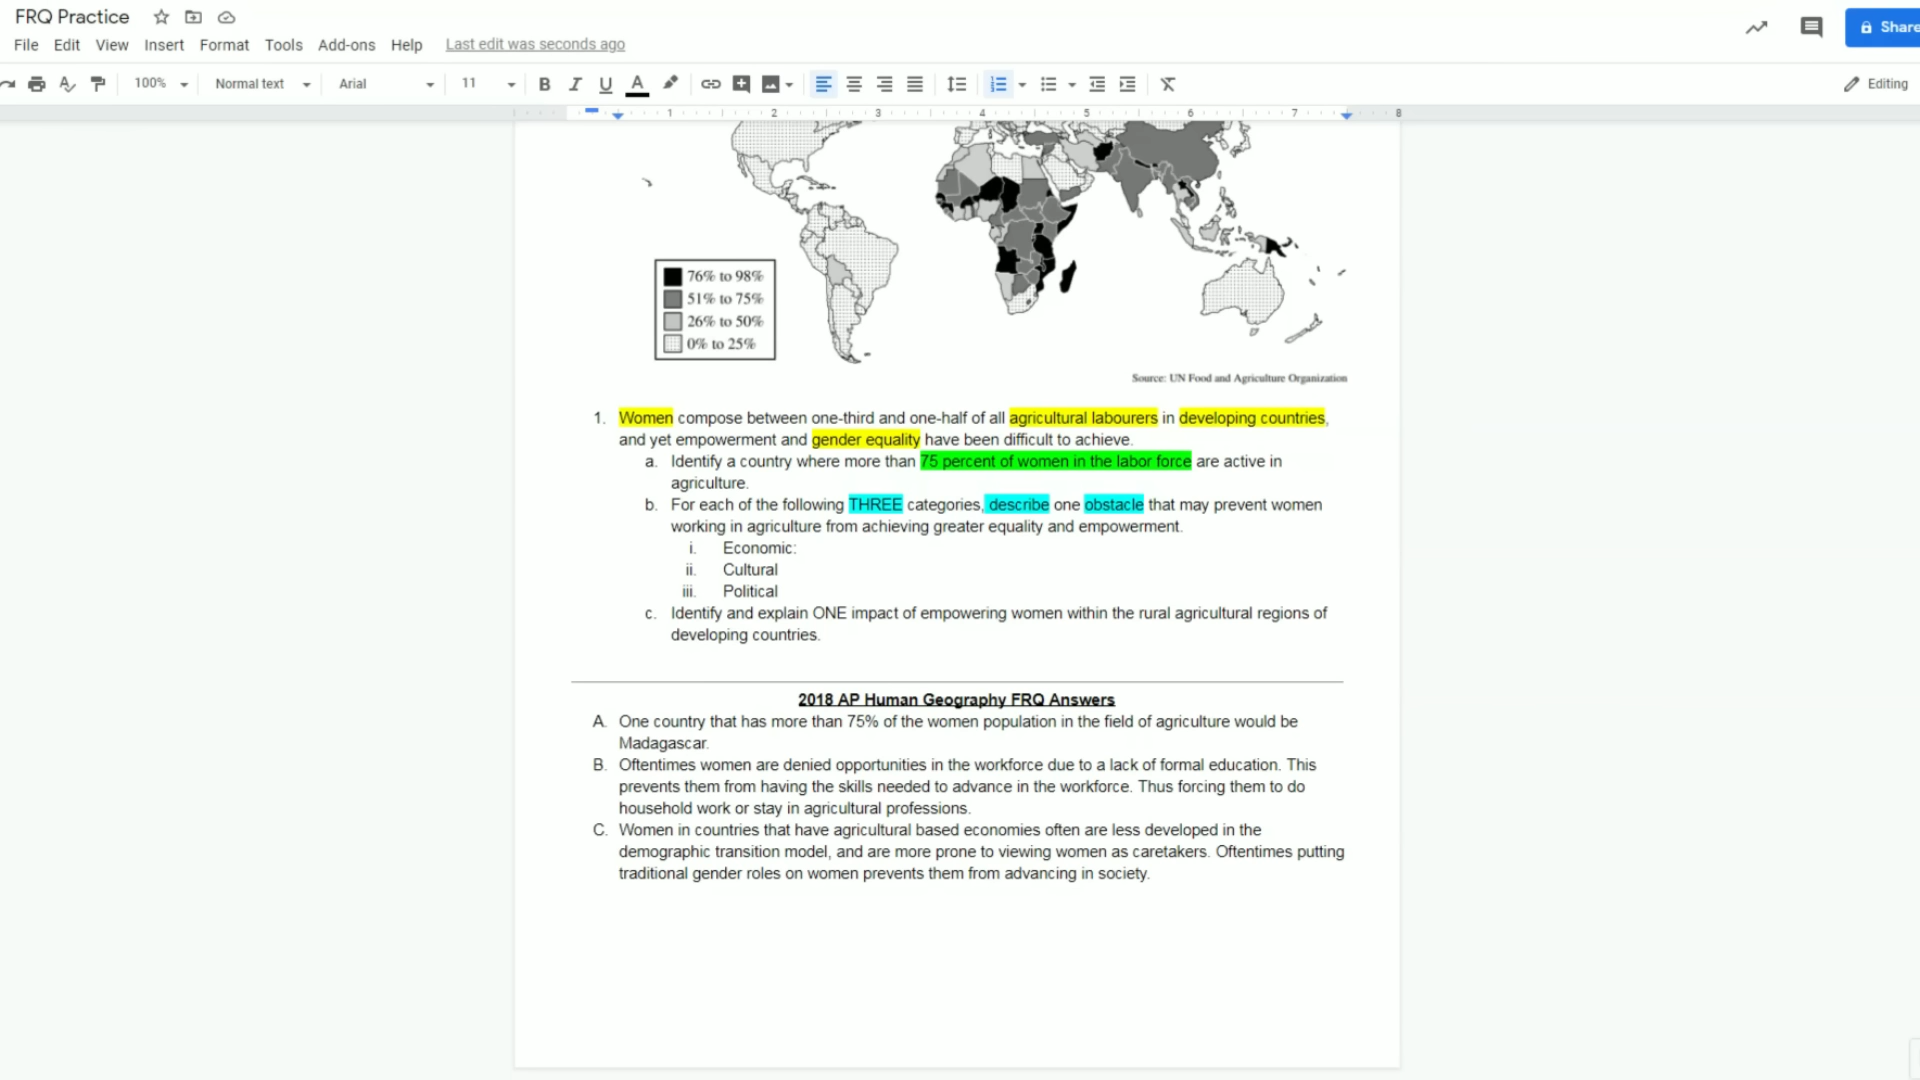 FRQ Practice
File Edit View Insert Format Tools Add-ons Help Last edit was seconds ago
Share
100% Normal text Arial 11 Editing
1 2 3 4 5 6 7 8
76% to 98%
51% to 75%
26% to 50%
0% to 25%
Source: UN Food and Agriculture Organization
1. Women compose between one-third and one-half of all agricultural labourers in developing countries,
and yet empowerment and gender equality have been difficult to achieve.
a. Identify a country where more than 75 percent of women in the labor force are active in
agriculture.
b. For each of the following THREE categories, describe one obstacle that may prevent women
working in agriculture from achieving greater equality and empowerment.
i. Economic:
ii. Cultural
iii. Political
c. Identify and explain ONE impact of empowering women within the rural agricultural regions of
developing countries.
2018 AP Human Geography FRQ Answers
A. One country that has more than 75% of the women population in the field of agriculture would be
Madagascar.
B. Oftentimes women are denied opportunities in the workforce due to a lack of formal education. This
prevents them from having the skills needed to advance in the workforce. Thus forcing them to do
household work or stay in agricultural professions.
C. Women in countries that have agricultural based economies often are less developed in the
demographic transition model, and are more prone to viewing women as caretakers. Oftentimes putting
traditional gender roles on women prevents them from advancing in society.